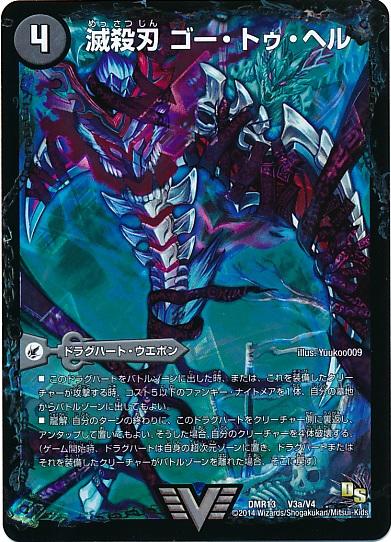 4
めっさつじん
滅殺刃 ゴー・トゥ・ヘル
ドラグハート・ウエポン
illus. Yuukoo009
■ このドラグハートをバトルゾーンに出した時、または、これを装備したクリー
チャーが攻撃する時、コスト5以下のファンキー・ナイトメアを1体、自分の墓地
からバトルゾーンに出してもよい。
■ 龍解:自分のターンの終わりに、このドラグハートをクリーチャー側に裏返し、
アンタップして置いてもよい。そうした場合、自分のクリーチャーを4体破壊する。
(ゲーム開始時、ドラグハートは自身の超次元ゾーンに置き、ドラグハートまたは
それを装備したクリーチャーがバトルゾーンを離れた場合、そこに戻す)
DS
V
DMR13 V3a/V4
©2014 Wizards/Shogakukan/Mitsui-Kids